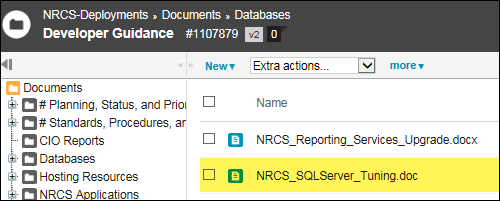 NRCS-Deployments › Documents › Databases
Developer Guidance #1107879 v2 0
New▾ Extra actions... more▾
Documents
# Planning, Status, and Prior
# Standards, Procedures, an
CIO Reports
Databases
Hosting Resources
NRCS Applications
Name
NRCS_Reporting_Services_Upgrade.docx
NRCS_SQLServer_Tuning.doc